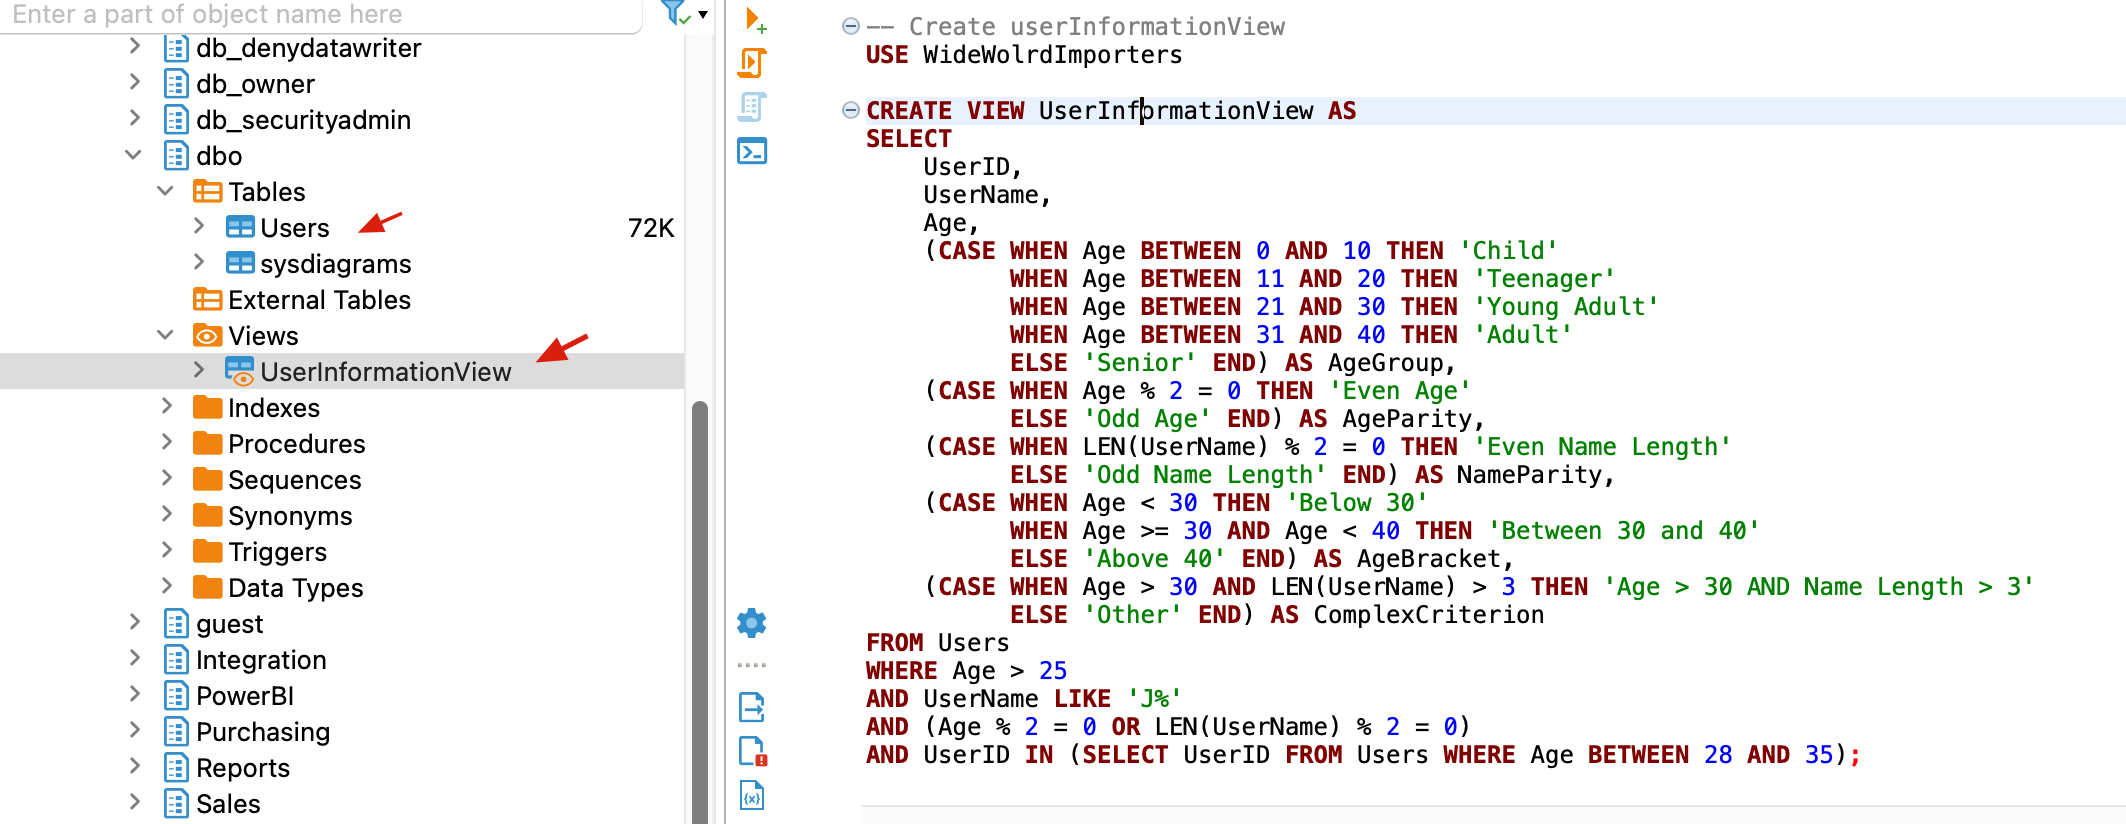 Enter a part of object name here
db_denydatawriter
db_owner
db_securityadmin
dbo
Tables
Users 72K
sysdiagrams
External Tables
Views
UserInformationView
Indexes
Procedures
Sequences
Synonyms
Triggers
Data Types
guest
Integration
PowerBI
Purchasing
Reports
Sales
-- Create userInformationView
USE WideWolrdImporters
CREATE VIEW UserInformationView AS
SELECT
UserID,
UserName,
Age,
(CASE WHEN Age BETWEEN 0 AND 10 THEN 'Child'
WHEN Age BETWEEN 11 AND 20 THEN 'Teenager'
WHEN Age BETWEEN 21 AND 30 THEN 'Young Adult'
WHEN Age BETWEEN 31 AND 40 THEN 'Adult'
ELSE 'Senior' END) AS AgeGroup,
(CASE WHEN Age % 2 = 0 THEN 'Even Age'
ELSE 'Odd Age' END) AS AgeParity,
(CASE WHEN LEN(UserName) % 2 = 0 THEN 'Even Name Length'
ELSE 'Odd Name Length' END) AS NameParity,
(CASE WHEN Age < 30 THEN 'Below 30'
WHEN Age >= 30 AND Age < 40 THEN 'Between 30 and 40'
ELSE 'Above 40' END) AS AgeBracket,
(CASE WHEN Age > 30 AND LEN(UserName) > 3 THEN 'Age > 30 AND Name Length > 3'
ELSE 'Other' END) AS ComplexCriterion
FROM Users
WHERE Age > 25
AND UserName LIKE 'J%'
AND (Age % 2 = 0 OR LEN(UserName) % 2 = 0)
AND UserID IN (SELECT UserID FROM Users WHERE Age BETWEEN 28 AND 35);